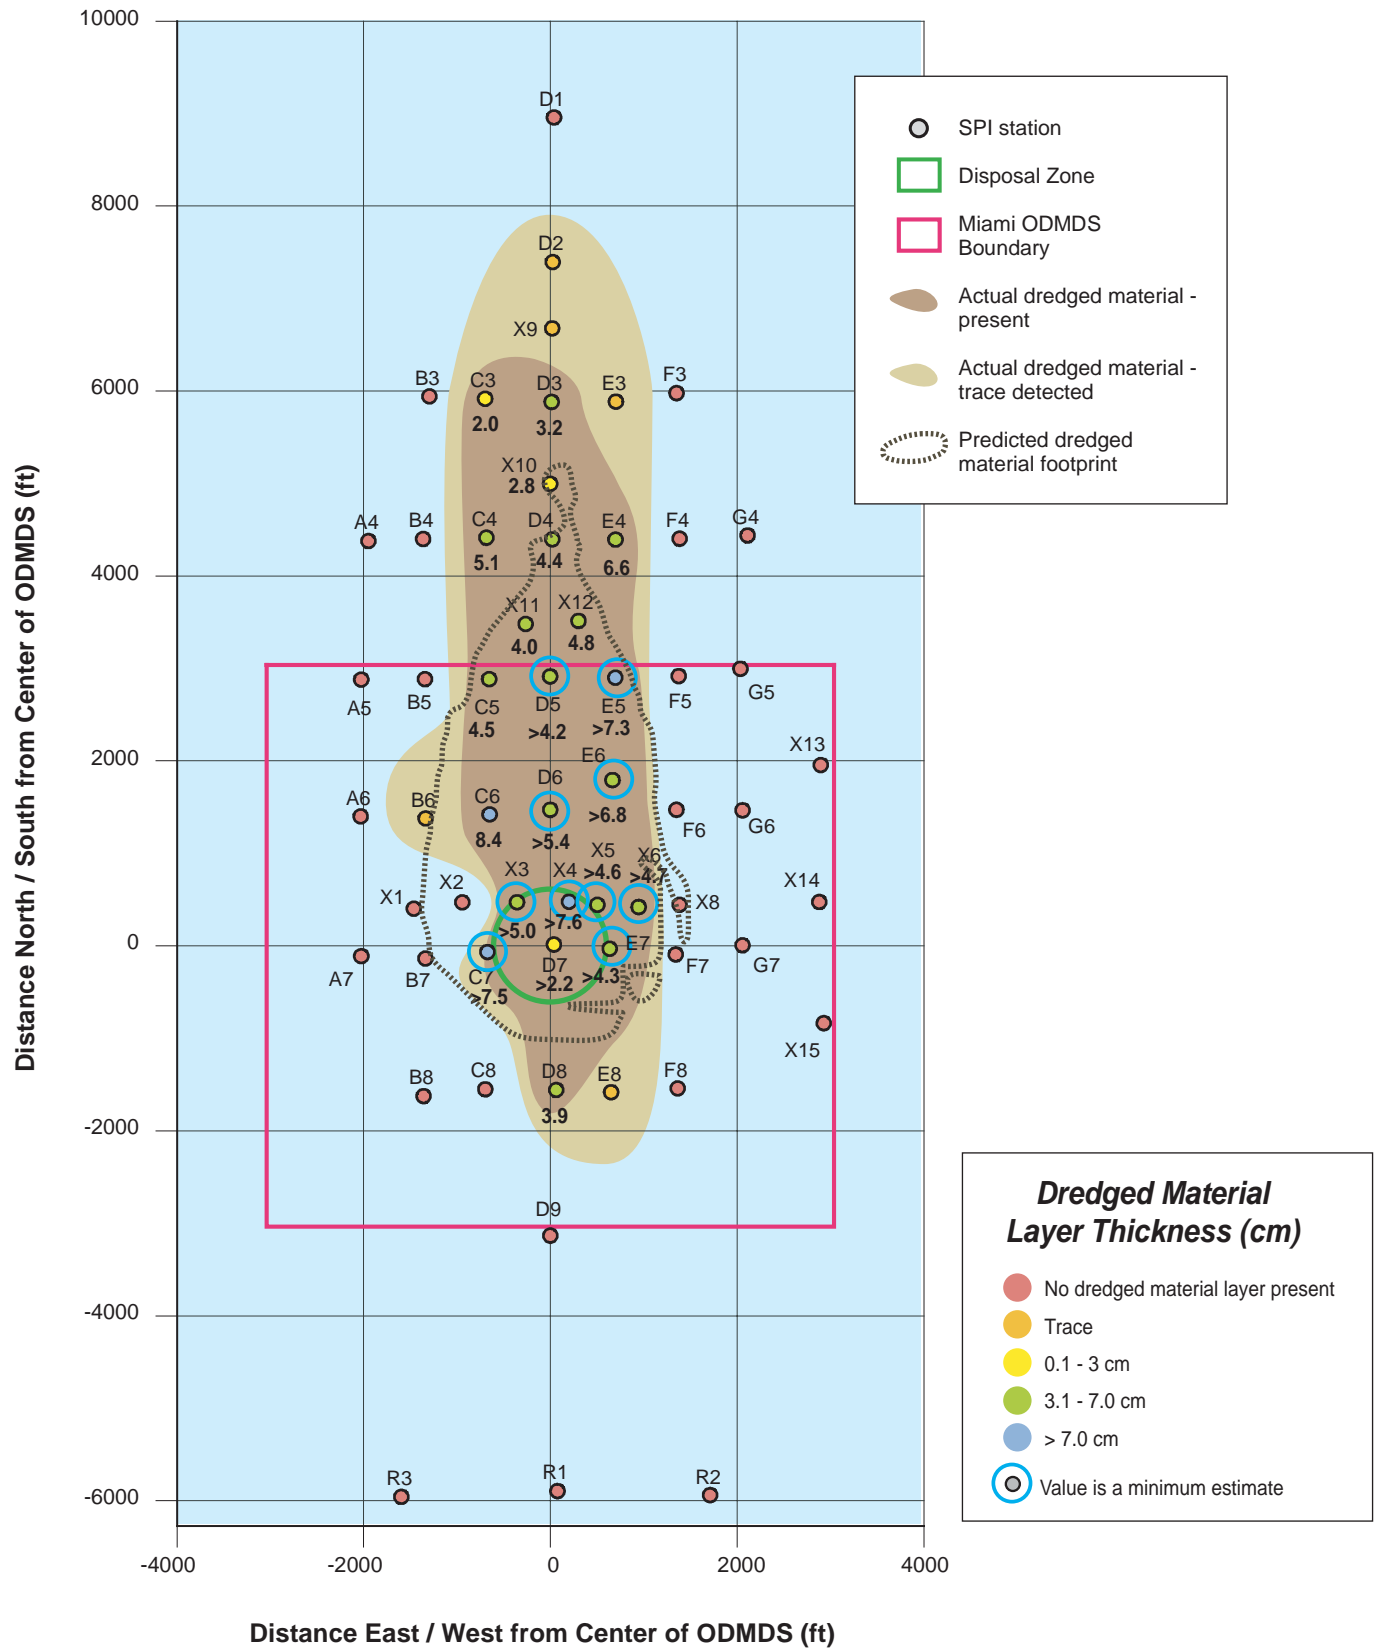 10000
D1
SPI station
Disposal Zone
Miami ODMDS
Boundary
Actual dredged material -
present
Actual dredged material -
trace detected
Predicted dredged
material footprint
8000
D2
X9
6000
B3
C3
D3
E3
F3
2.0
3.2
X10
2.8
A4
B4
C4
D4
E4
F4
G4
5.1
4.4
6.6
4000
X11
X12
4.0
4.8
A5
B5
C5
D5
E5
F5
G5
4.5
>4.2
>7.3
2000
E6
X13
D6
A6
B6
C6
>6.8
F6
G6
8.4
>5.4
X5
X6
X3
X4
>4.6
>4.7
X1
X2
X8
X14
>5.0
>7.6
0
E7
A7
B7
C7
D7
F7
G7
>7.5
>2.2
>4.3
X15
B8
C8
D8
E8
F8
3.9
-2000
D9
-4000
-6000
R3
R1
R2
-4000
-2000
0
2000
4000
Distance North / South from Center of ODMDS (ft)
Distance East / West from Center of ODMDS (ft)
Dredged Material
Layer Thickness (cm)
No dredged material layer present
Trace
0.1 - 3 cm
3.1 - 7.0 cm
> 7.0 cm
Value is a minimum estimate